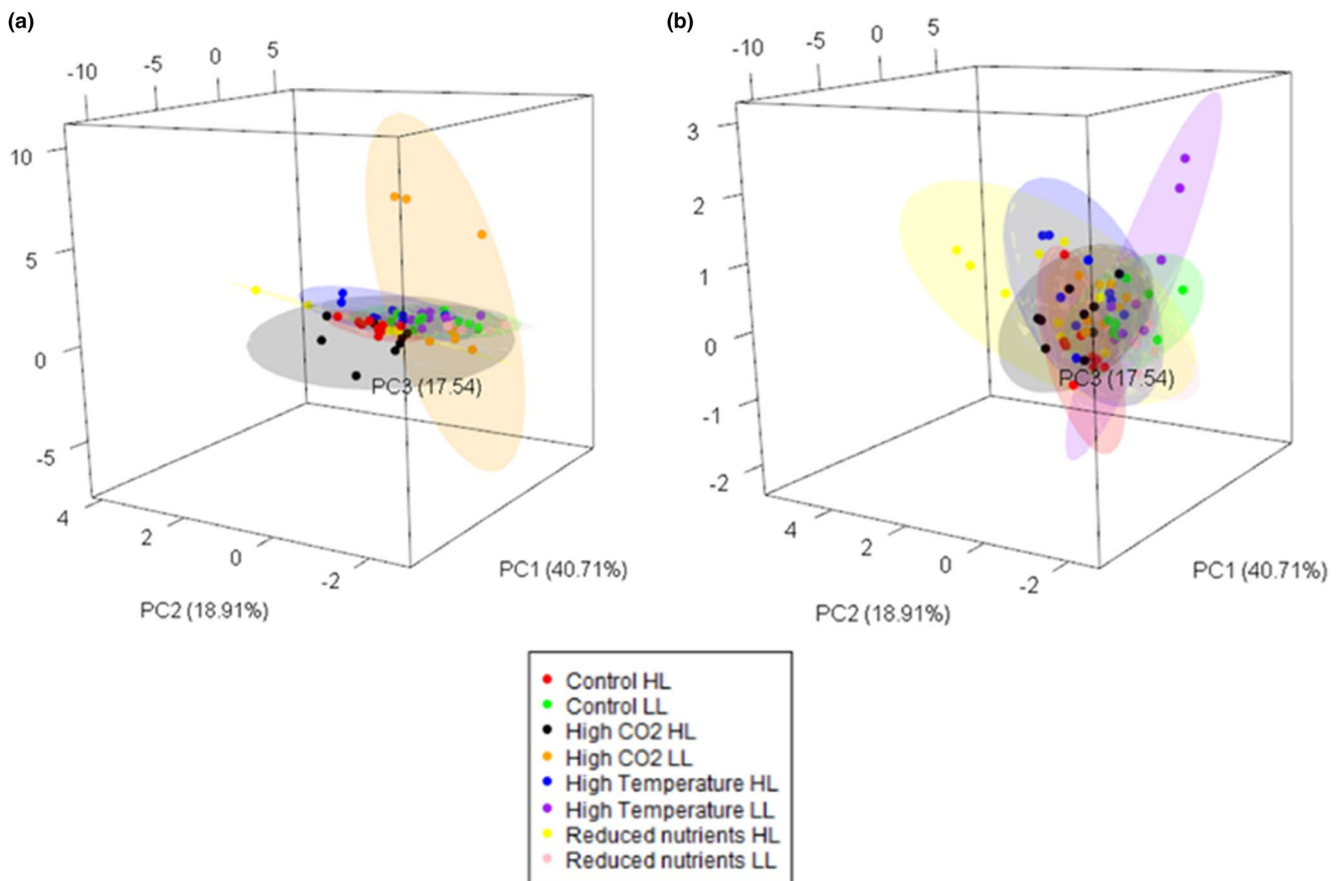 (a)
-10 -5 0 5
10
5
0
-5
4 2 0 -2
PC3 (17.54)
PC1 (40.71%)
PC2 (18.91%)
(b)
-10 -5 0 5
3
2
1
0
-1
-2
4 2 0 -2
PC3 (17.54)
PC1 (40.71%)
PC2 (18.91%)
Control HL
Control LL
High CO2 HL
High CO2 LL
High Temperature HL
High Temperature LL
Reduced nutrients HL
Reduced nutrients LL